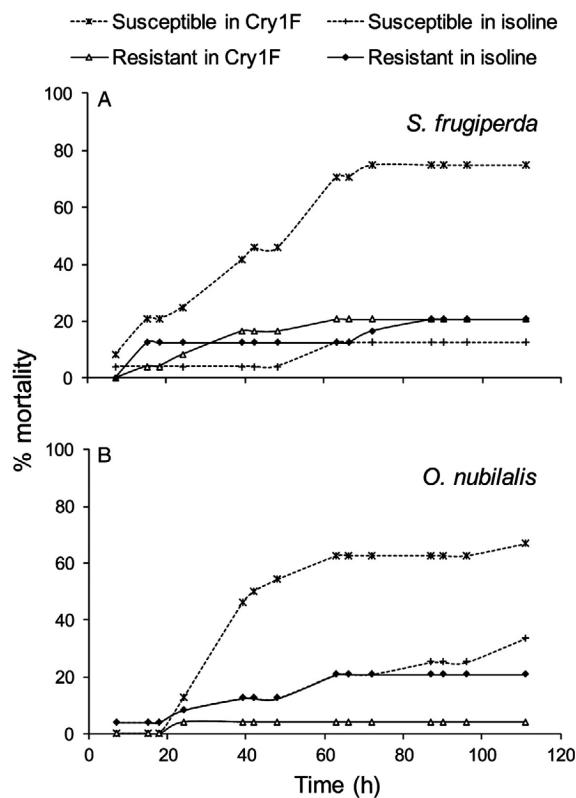 Susceptible in Cry1F
Susceptible in isoline
Resistant in Cry1F
Resistant in isoline
A
S. frugiperda
100
80
60
40
20
0
% mortality
B
O. nubilalis
100
80
60
40
20
0
0 20 40 60 80 100 120
Time (h)